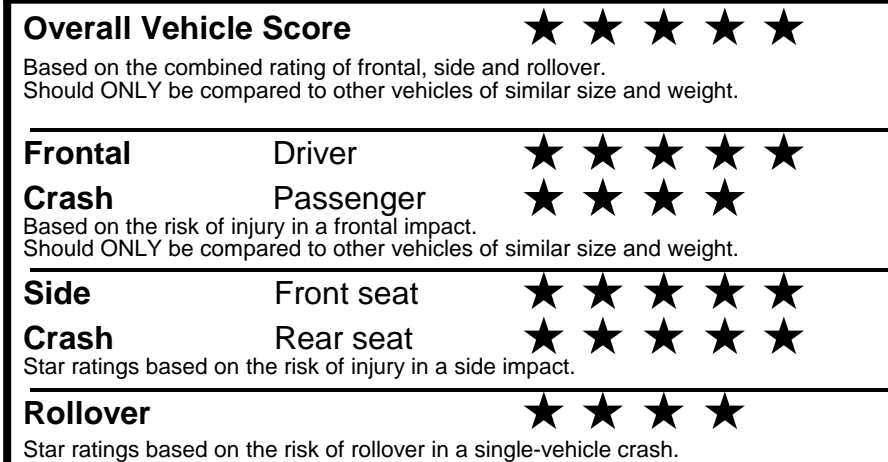 Overall Vehicle Score ★ ★ ★ ★ ★
Based on the combined rating of frontal, side and rollover.
Should ONLY be compared to other vehicles of similar size and weight.
Frontal Driver ★ ★ ★ ★ ★
Crash Passenger ★ ★ ★ ★
Based on the risk of injury in a frontal impact.
Should ONLY be compared to other vehicles of similar size and weight.
Side Front seat ★ ★ ★ ★ ★
Crash Rear seat ★ ★ ★ ★ ★
Star ratings based on the risk of injury in a side impact.
Rollover ★ ★ ★ ★
Star ratings based on the risk of rollover in a single-vehicle crash.